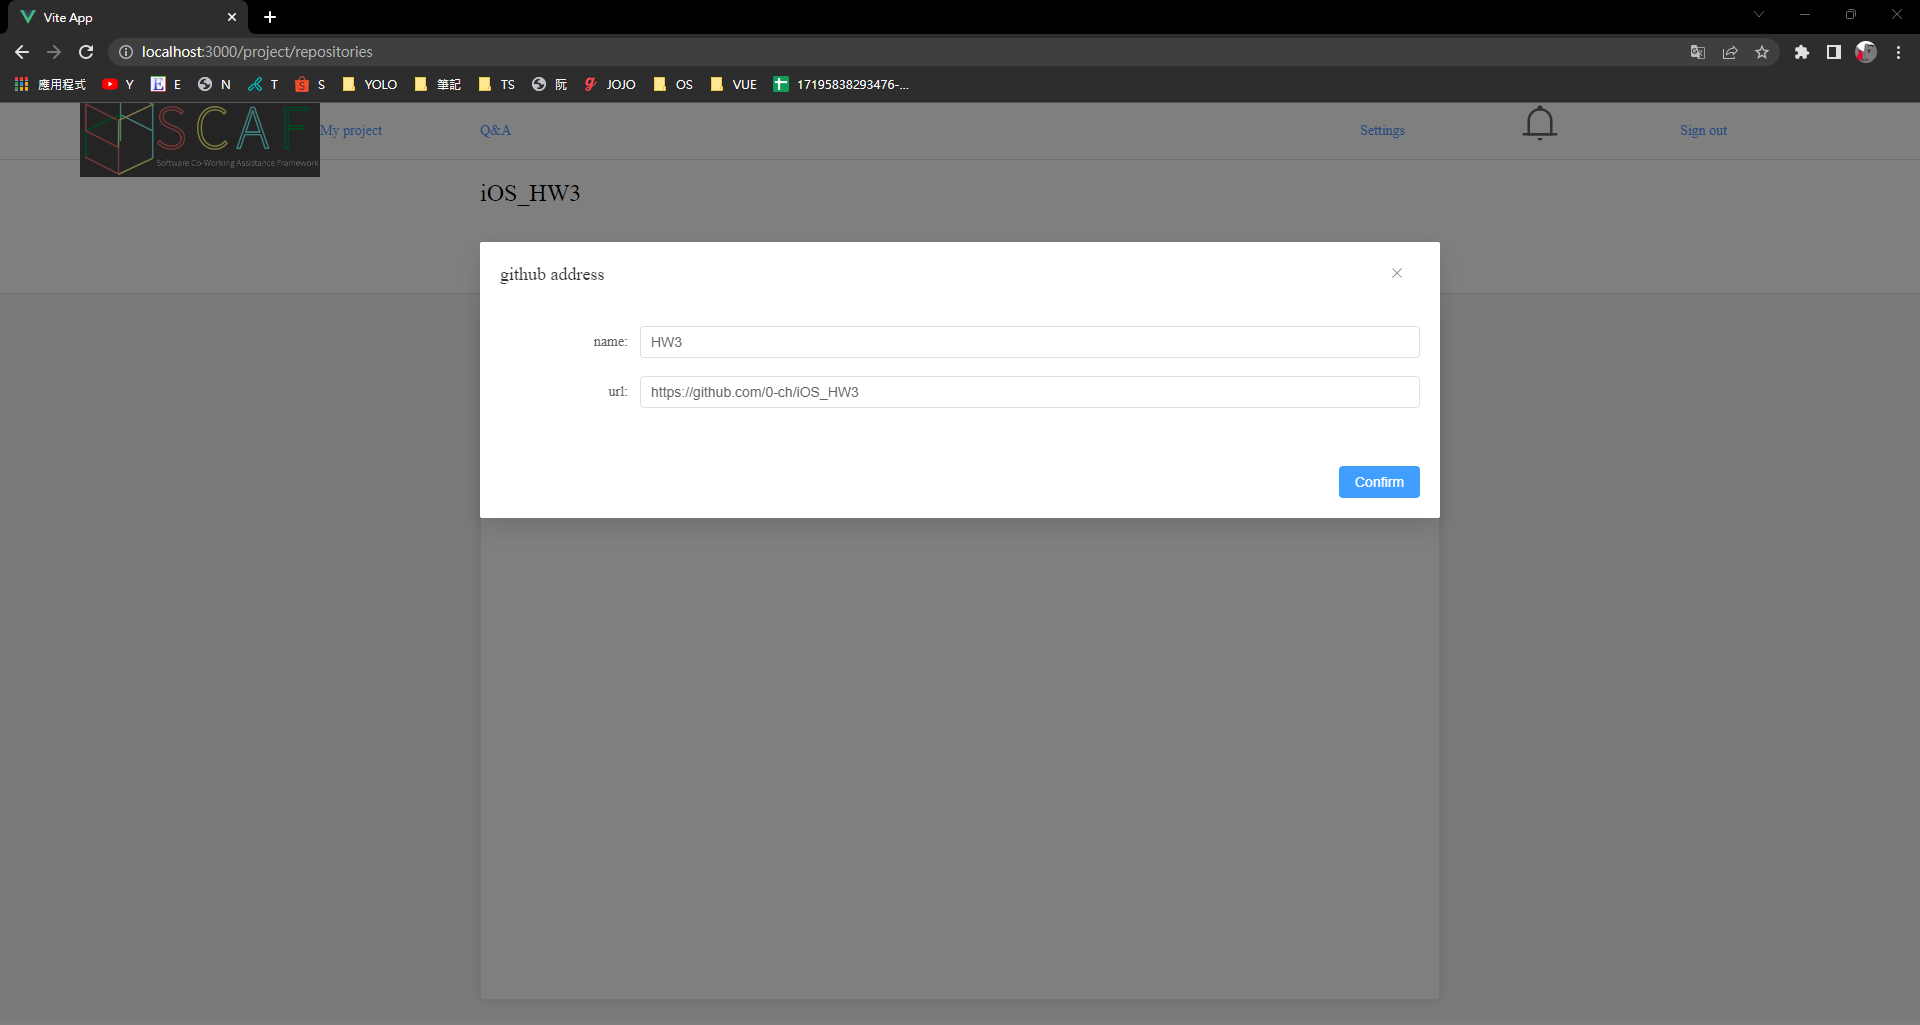 Vite App
localhost:3000/project/repositories
應用程式 Y E N T S YOLO 筆記 TS 阮 JOJO OS VUE 17195838293476-...
SCAF
Software Co-Working Assistance Framework
My project Q&A Settings Sign out
iOS_HW3
github address
name: HW3
url: https://github.com/0-ch/iOS_HW3
Confirm